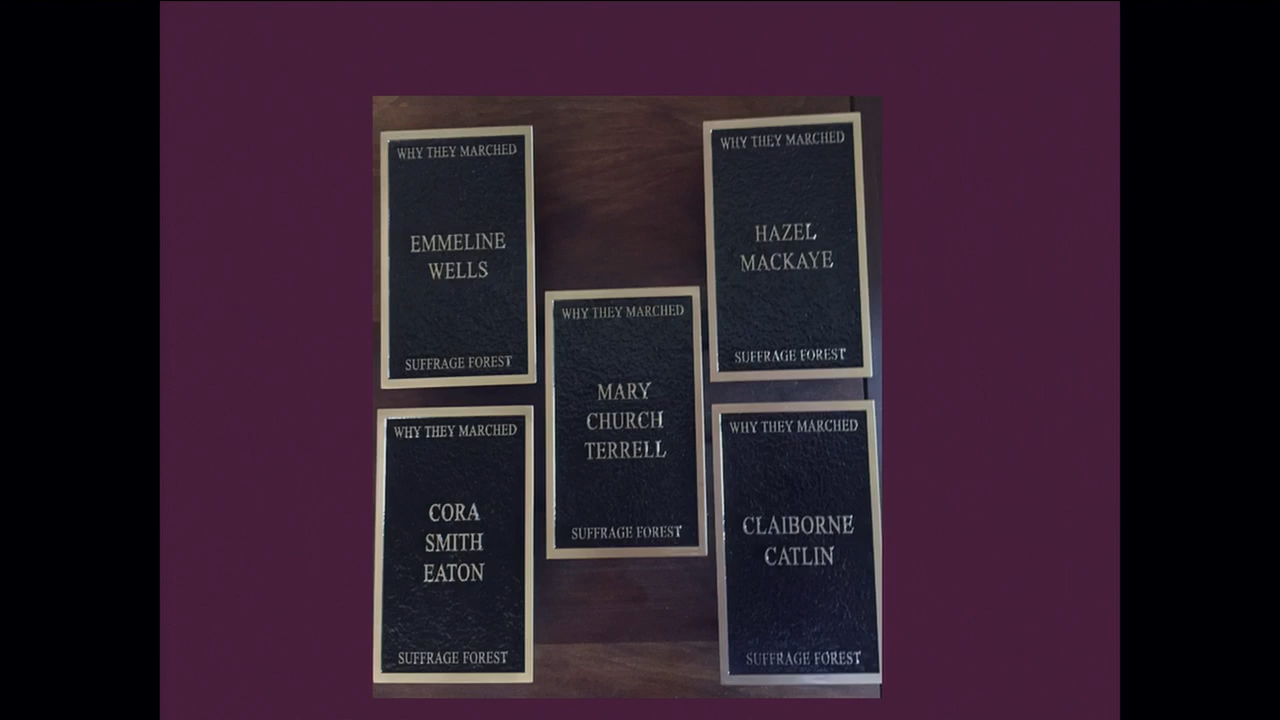 WHY THEY MARCHED
EMMELINE
WELLS
SUFFRAGE FOREST
WHY THEY MARCHED
HAZEL
MACKAYE
SUFFRAGE FOREST
WHY THEY MARCHED
MARY
CHURCH
TERRELL
SUFFRAGE FOREST
WHY THEY MARCHED
CORA
SMITH
EATON
SUFFRAGE FOREST
WHY THEY MARCHED
CLAIBORNE
CATLIN
SUFFRAGE FOREST